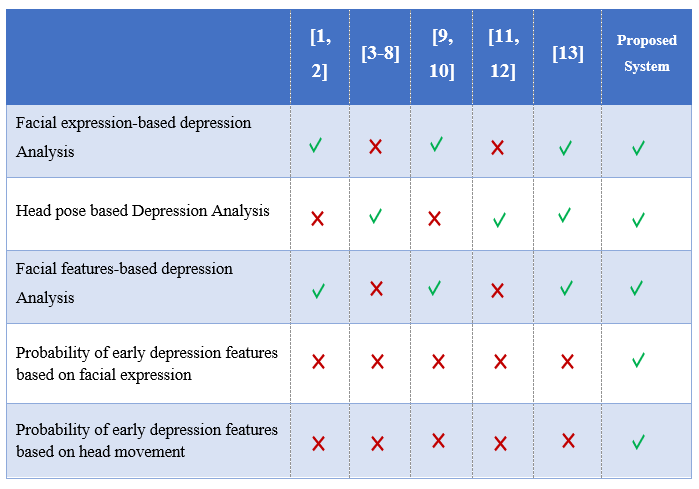 [1,
2]
[3-8]
[9,
10]
[11,
12]
[13]
Proposed
System
Facial expression-based depression
Analysis
Head pose based Depression Analysis
Facial features-based depression
Analysis
Probability of early depression features
based on facial expression
Probability of early depression features
based on head movement